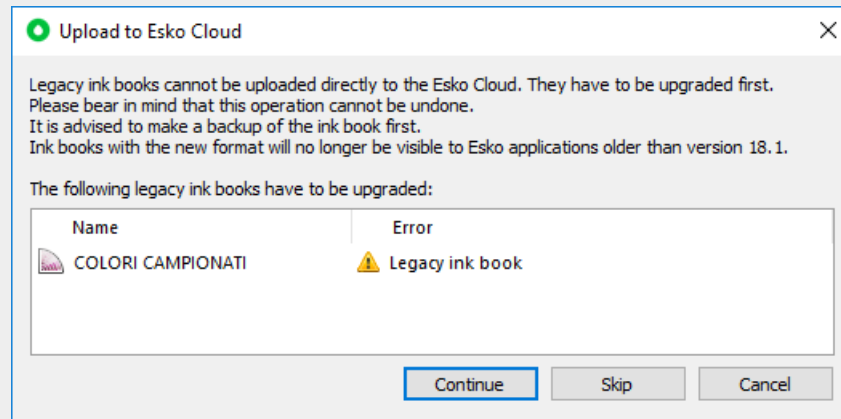 Upload to Esko Cloud
Legacy ink books cannot be uploaded directly to the Esko Cloud. They have to be upgraded first.
Please bear in mind that this operation cannot be undone.
It is advised to make a backup of the ink book first.
Ink books with the new format will no longer be visible to Esko applications older than version 18.1.
The following legacy ink books have to be upgraded:
Name Error
COLORI CAMPIONATI Legacy ink book
Continue Skip Cancel